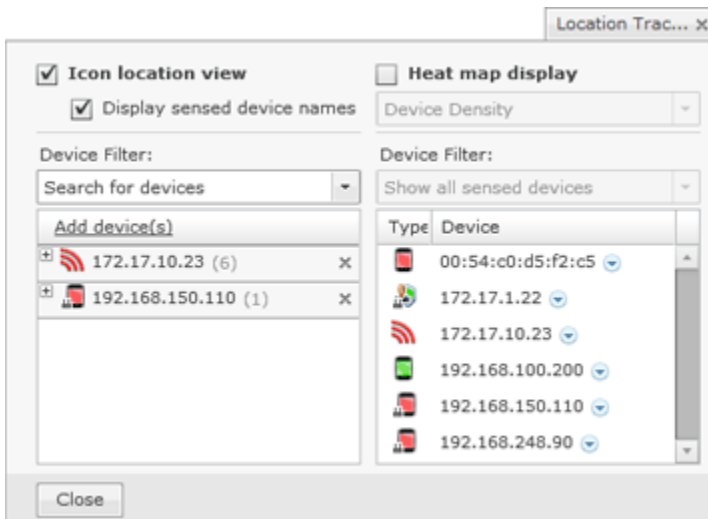 Location Trac... x
Icon location view
Display sensed device names
Device Filter:
Search for devices
Add device(s)
172.17.10.23 (6)
192.168.150.110 (1)
Heat map display
Device Density
Device Filter:
Show all sensed devices
Type Device
00:54:c0:d5:f2:c5
172.17.1.22
172.17.10.23
192.168.100.200
192.168.150.110
192.168.248.90
Close